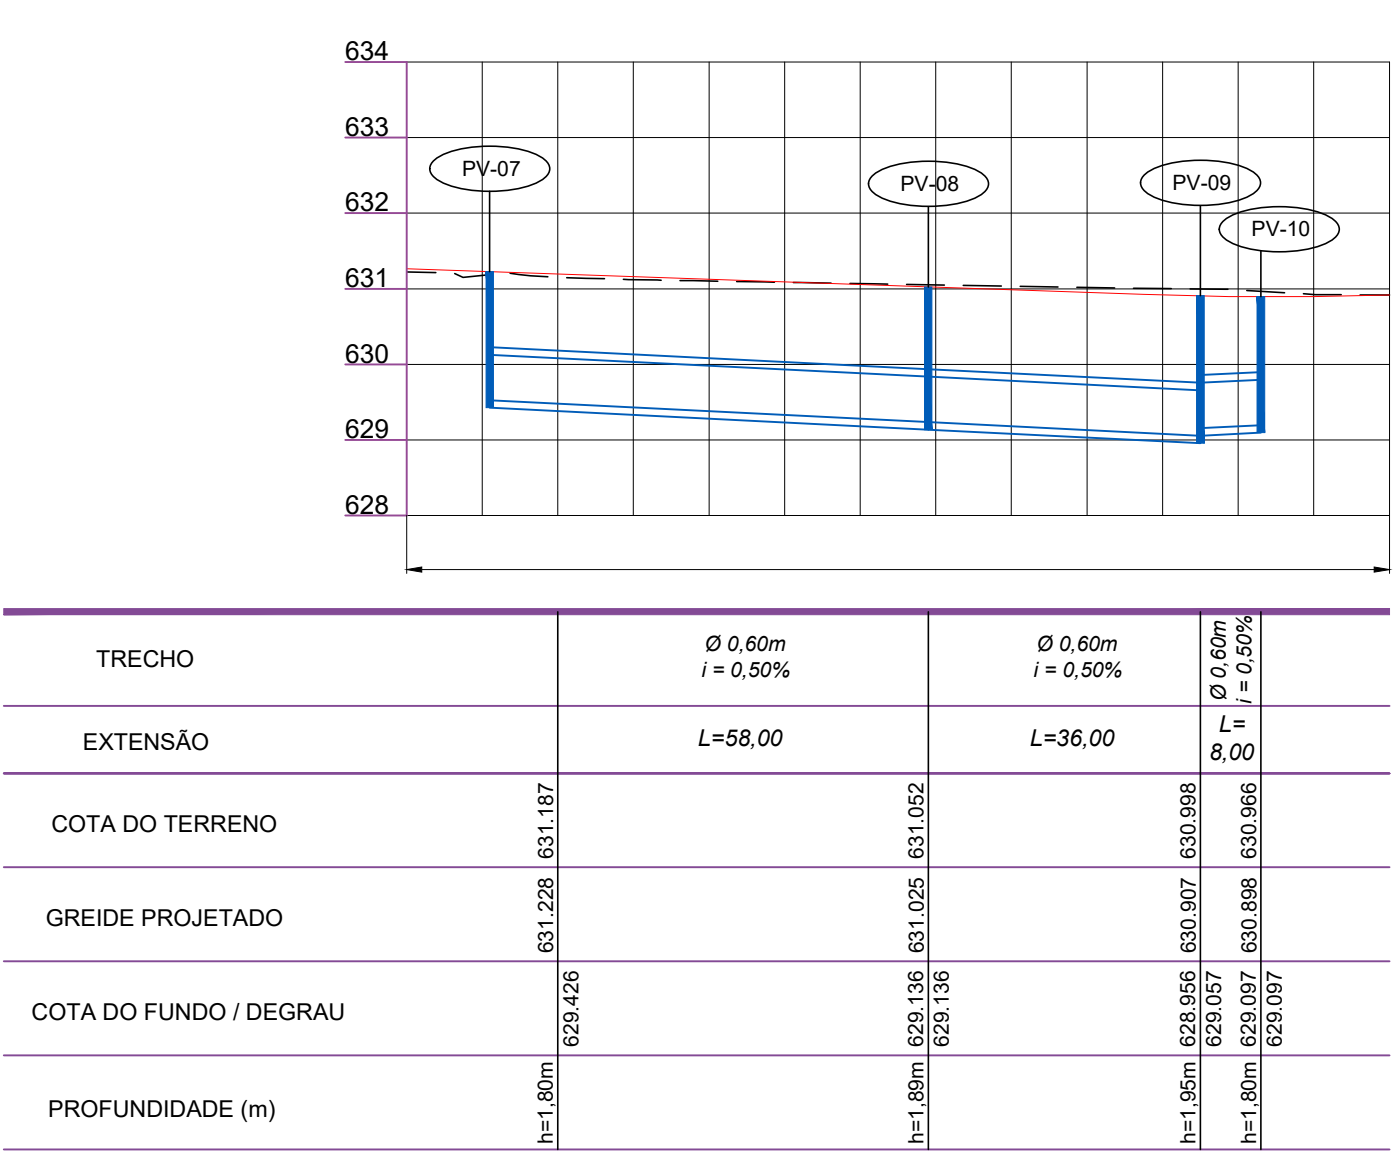 634
633
632
631
630
629
628
PV-07
PV-08
PV-09
PV-10
TRECHO
Ø 0,60m
i = 0,50%
Ø 0,60m
i = 0,50%
Ø 0,60m
i = 0,50%
EXTENSÃO
L=58,00
L=36,00
L=
8,00
COTA DO TERRENO
631.187
631.052
630.998
630.966
GREIDE PROJETADO
631.228
631.025
630.907
630.898
COTA DO FUNDO / DEGRAU
629.426
629.136
629.136
628.956
629.057
629.097
629.097
PROFUNDIDADE (m)
h=1,80m
h=1,89m
h=1,95m
h=1,80m